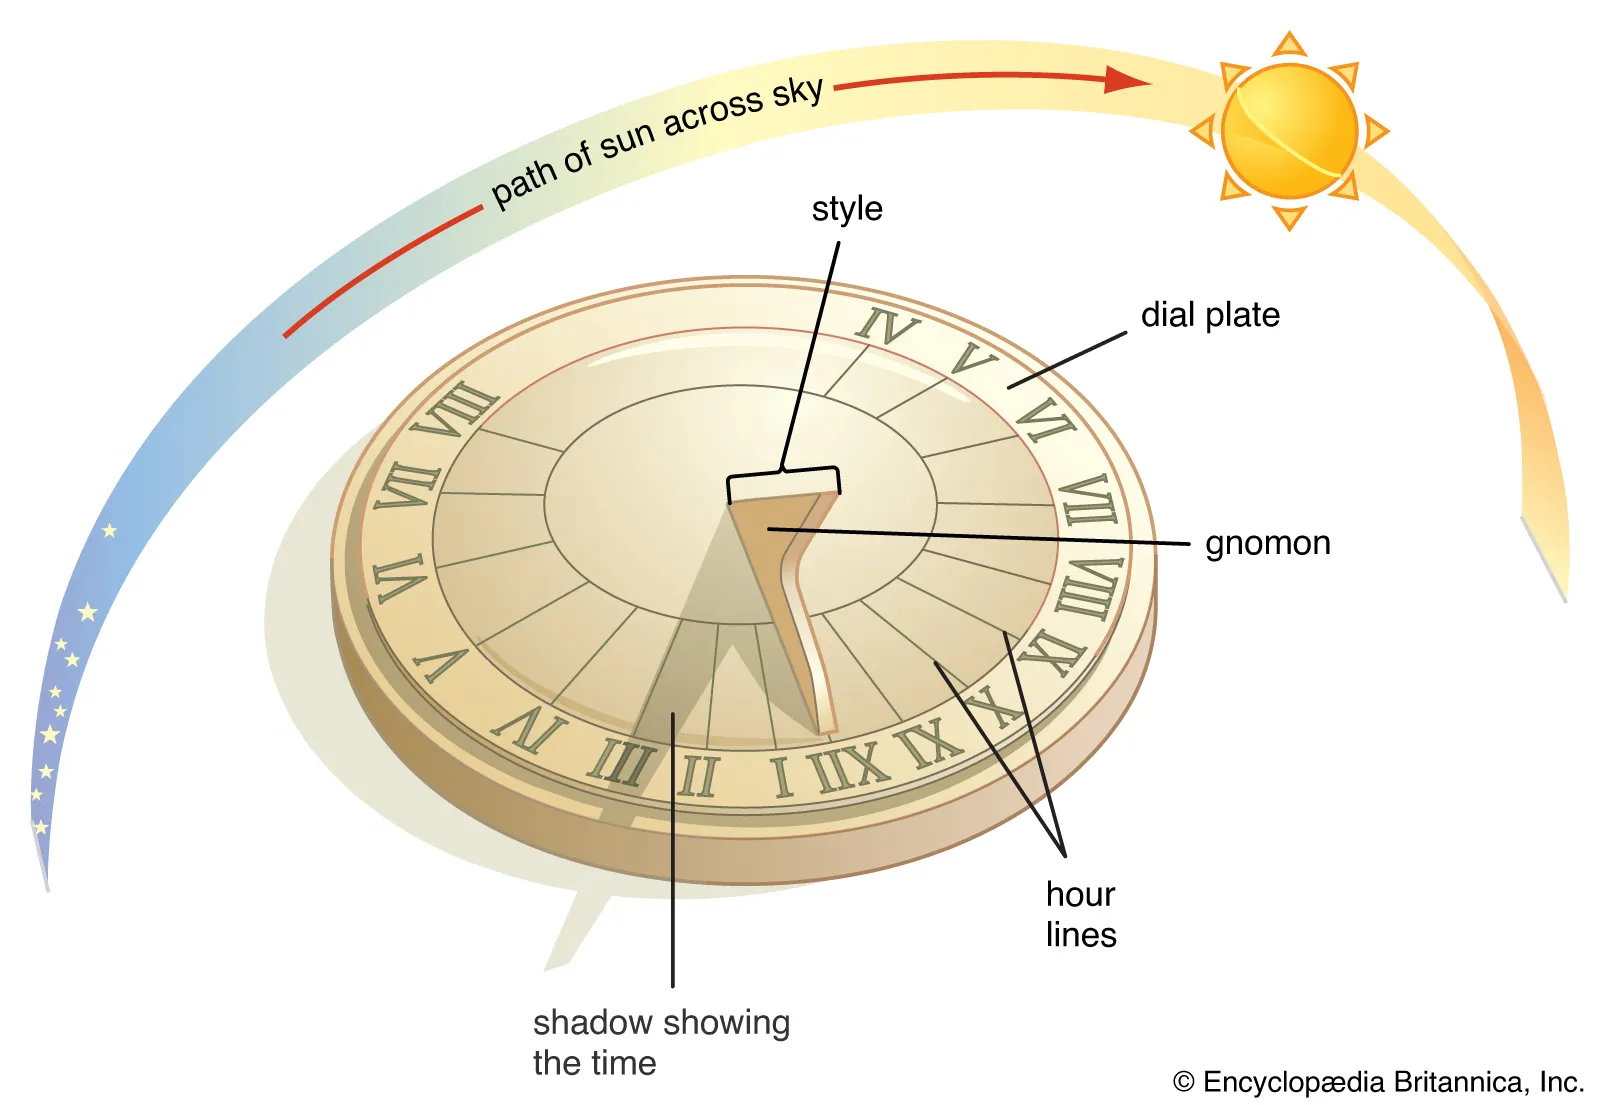 path of sun across sky
style
dial plate
gnomon
hour
lines
shadow showing
the time
IV
V
VI
VII
VIII
IX
X
XI
XII
I
II
III
IV
V
VI
VII
VIII
© Encyclopædia Britannica, Inc.